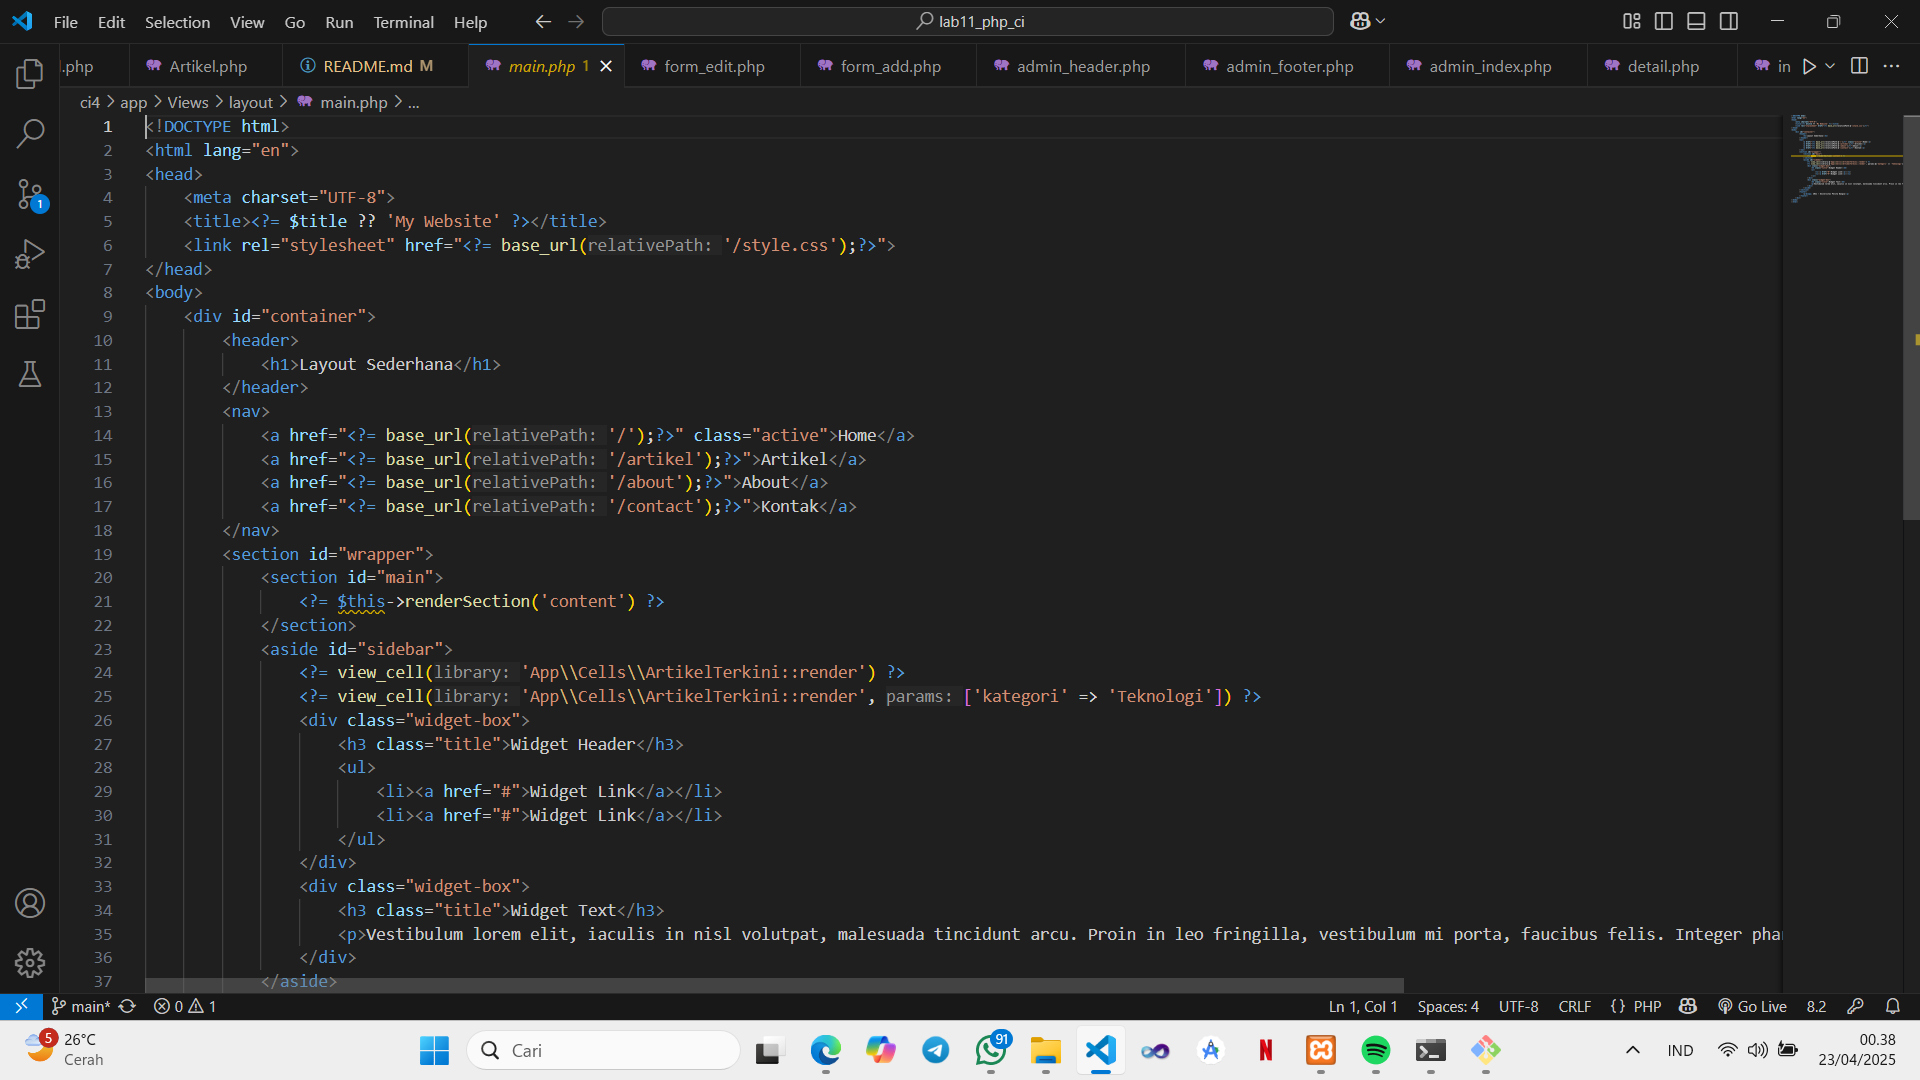 File Edit Selection View Go Run Terminal Help lab11_php_ci
l.php Artikel.php README.md M main.php 1 form_edit.php form_add.php admin_header.php admin_footer.php admin_index.php detail.php in
ci4 > app > Views > layout > main.php > ...
1 <!DOCTYPE html>
2 <html lang="en">
3 <head>
4 <meta charset="UTF-8">
5 <title><?= $title ?? 'My Website' ?></title>
6 <link rel="stylesheet" href="<?= base_url(relativePath: '/style.css');?>">
7 </head>
8 <body>
9 <div id="container">
10 <header>
11 <h1>Layout Sederhana</h1>
12 </header>
13 <nav>
14 <a href="<?= base_url(relativePath: '/');?>" class="active">Home</a>
15 <a href="<?= base_url(relativePath: '/artikel');?>">Artikel</a>
16 <a href="<?= base_url(relativePath: '/about');?>">About</a>
17 <a href="<?= base_url(relativePath: '/contact');?>">Kontak</a>
18 </nav>
19 <section id="wrapper">
20 <section id="main">
21 <?= $this->renderSection('content') ?>
22 </section>
23 <aside id="sidebar">
24 <?= view_cell(library: 'App\\Cells\\ArtikelTerkini::render') ?>
25 <?= view_cell(library: 'App\\Cells\\ArtikelTerkini::render', params: ['kategori' => 'Teknologi']) ?>
26 <div class="widget-box">
27 <h3 class="title">Widget Header</h3>
28 <ul>
29 <li><a href="#">Widget Link</a></li>
30 <li><a href="#">Widget Link</a></li>
31 </ul>
32 </div>
33 <div class="widget-box">
34 <h3 class="title">Widget Text</h3>
35 <p>Vestibulum lorem elit, iaculis in nisl volutpat, malesuada tincidunt arcu. Proin in leo fringilla, vestibulum mi porta, faucibus felis. Integer pha
36 </div>
37 </aside>
1
main* 0 1 Ln 1, Col 1 Spaces: 4 UTF-8 CRLF {} PHP Go Live 8.2
5 26°C
Cerah
Cari
91
IND
00.38
23/04/2025